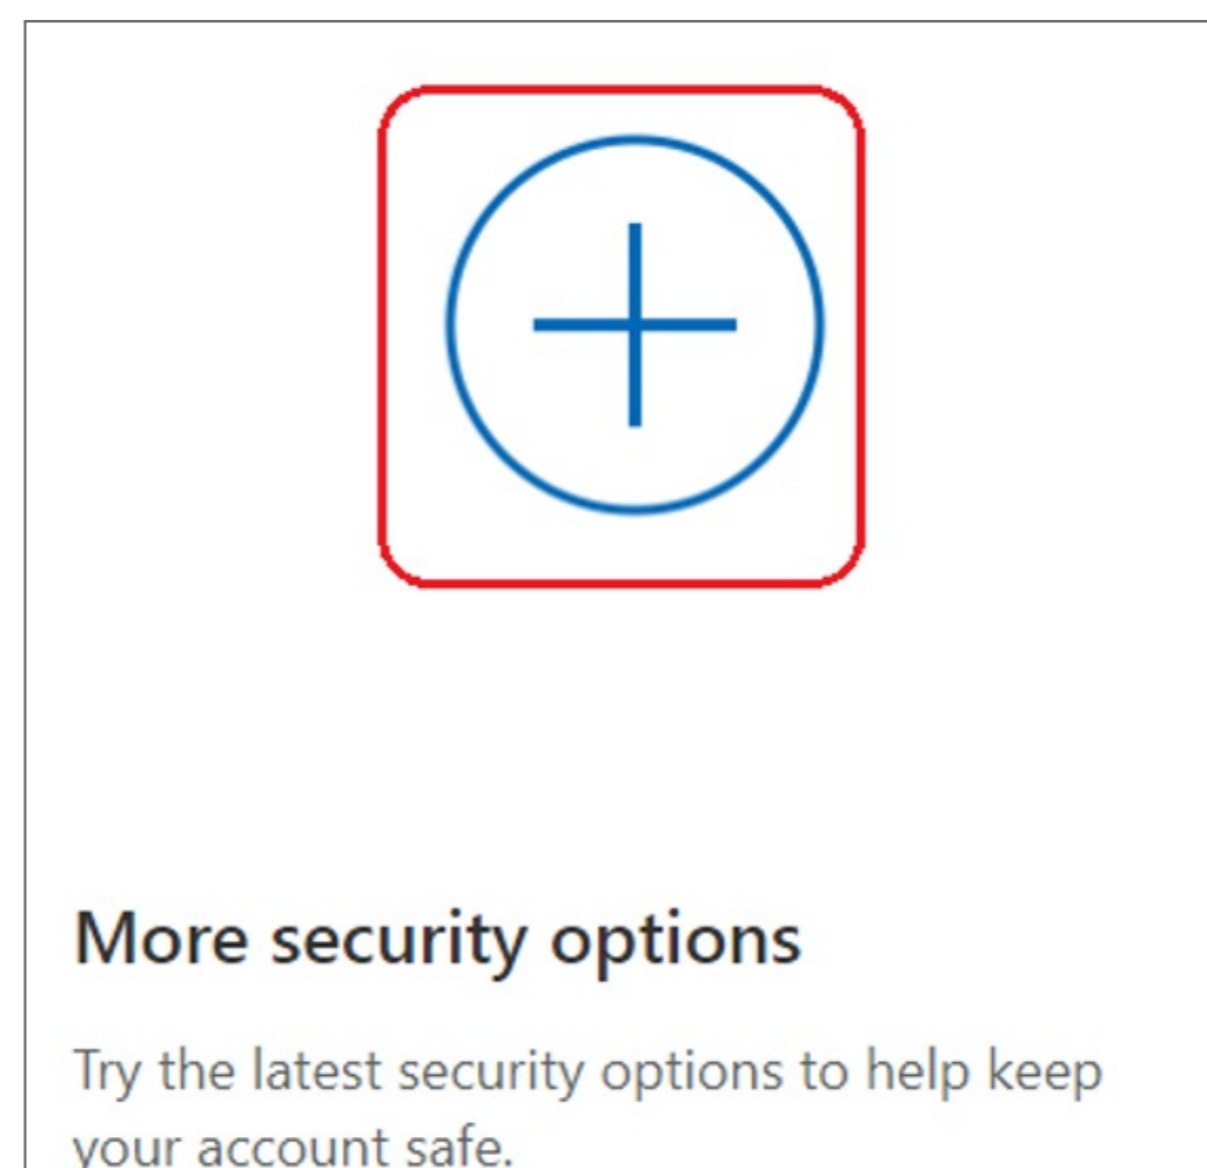 More security options
Try the latest security options to help keep
your account safe.